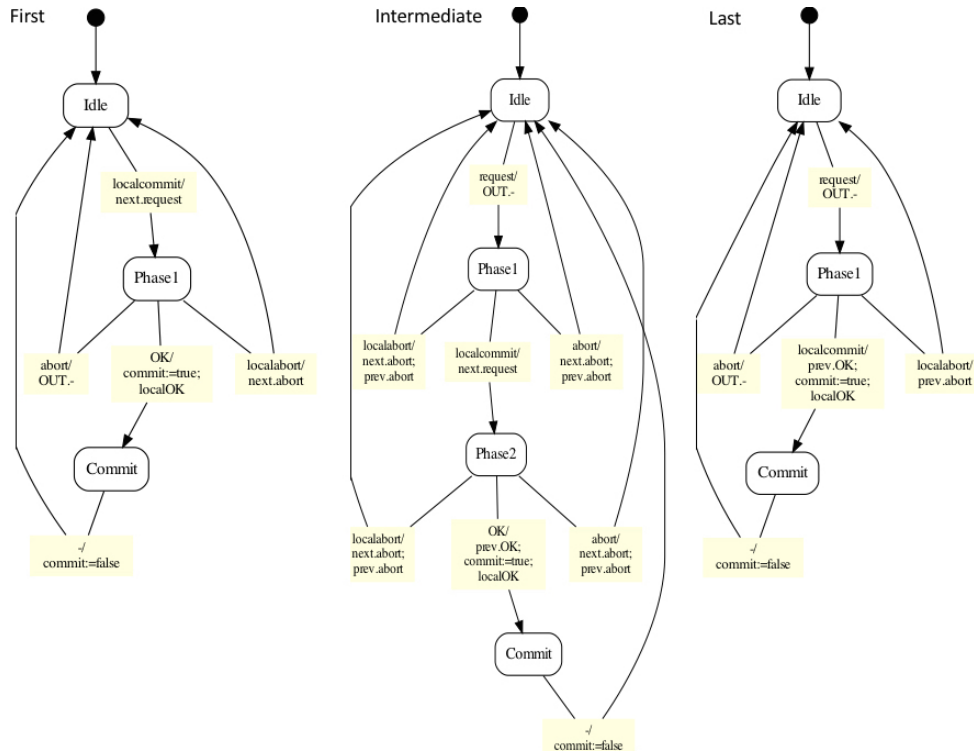 First
Idle
localcommit/
next.request
Phase1
abort/
OUT.-
OK/
commit:=true;
localOK
localabort/
next.abort
Commit
-/
commit:=false
Intermediate
Idle
request/
OUT.-
Phase1
localabort/
next.abort;
prev.abort
localcommit/
next.request
abort/
next.abort;
prev.abort
Phase2
localabort/
next.abort;
prev.abort
OK/
prev.OK;
commit:=true;
localOK
abort/
next.abort;
prev.abort
Commit
-/
commit:=false
Last
Idle
request/
OUT.-
Phase1
abort/
OUT.-
localcommit/
prev.OK;
commit:=true;
localOK
localabort/
prev.abort
Commit
-/
commit:=false